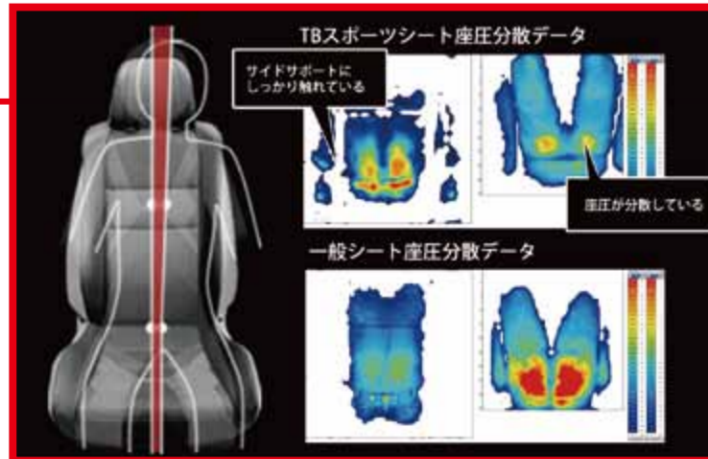 TBスポーツシート座圧分散データ
サイドサポートに
しっかり触れている
座圧が分散している
一般シート座圧分散データ